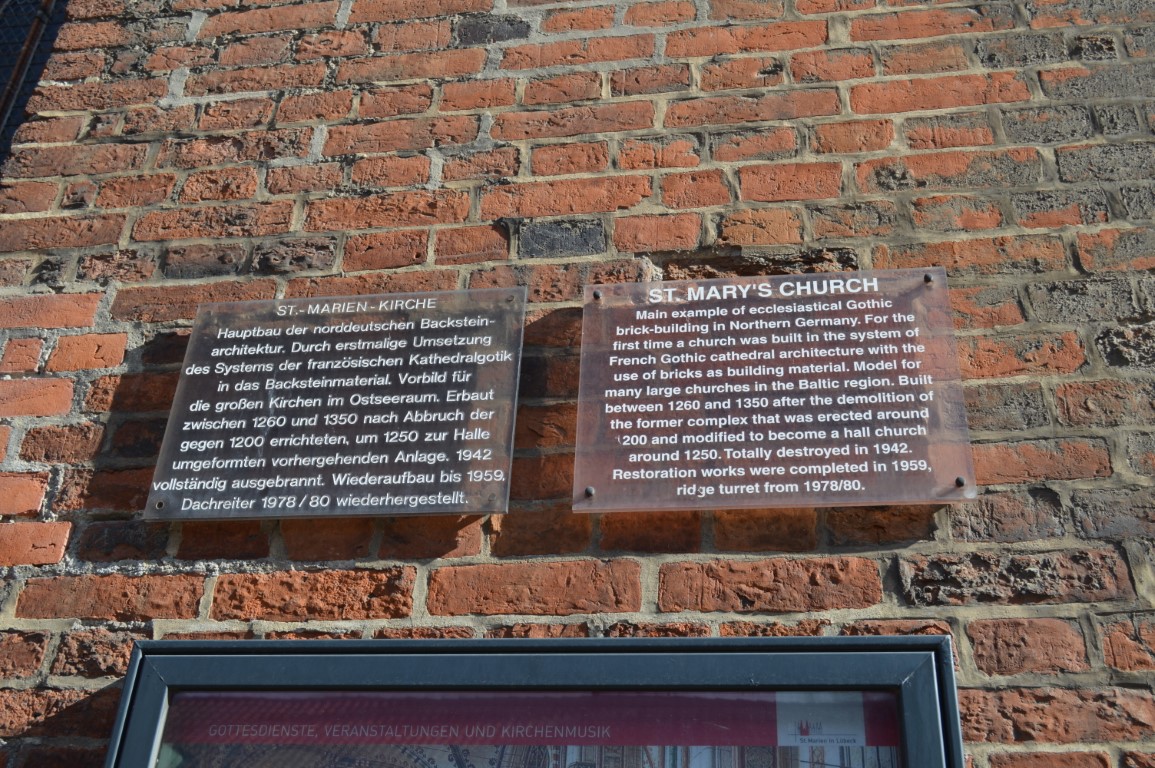 ST.-MARIEN-KIRCHE
Hauptbau der norddeutschen Backstein-
architektur. Durch erstmalige Umsetzung
des Systems der französischen Kathedralgotik
in das Backsteinmaterial. Vorbild für
die großen Kirchen im Ostseeraum. Erbaut
zwischen 1260 und 1350 nach Abbruch der
gegen 1200 errichteten, um 1250 zur Halle
umgeformten vorhergehenden Anlage. 1942
vollständig ausgebrannt. Wiederaufbau bis 1959.
Dachreiter 1978/80 wiederhergestellt.
ST. MARY'S CHURCH
Main example of ecclesiastical Gothic
brick-building in Northern Germany. For the
first time a church was built in the system of
French Gothic cathedral architecture with the
use of bricks as building material. Model for
many large churches in the Baltic region. Built
between 1260 and 1350 after the demolition of
the former complex that was erected around
1200 and modified to become a hall church
around 1250. Totally destroyed in 1942.
Restoration works were completed in 1959,
ridge turret from 1978/80.
GOTTESDIENSTE, VERANSTALTUNGEN UND KIRCHENMUSIK
St. Marien in Lübeck